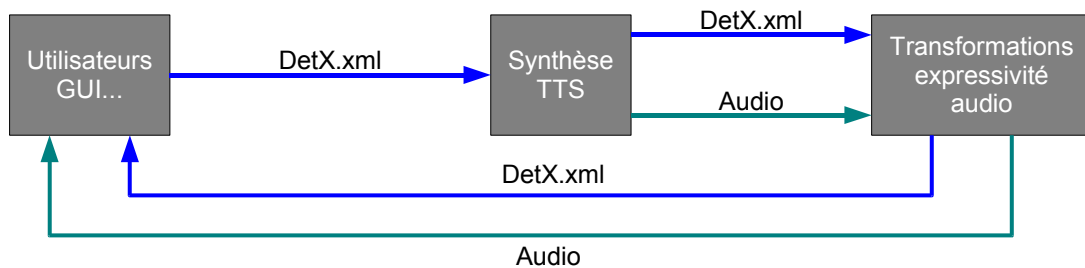 Utilisateurs
GUI...
DetX.xml
Synthèse
TTS
DetX.xml
Audio
Transformations
expressivité
audio
DetX.xml
Audio